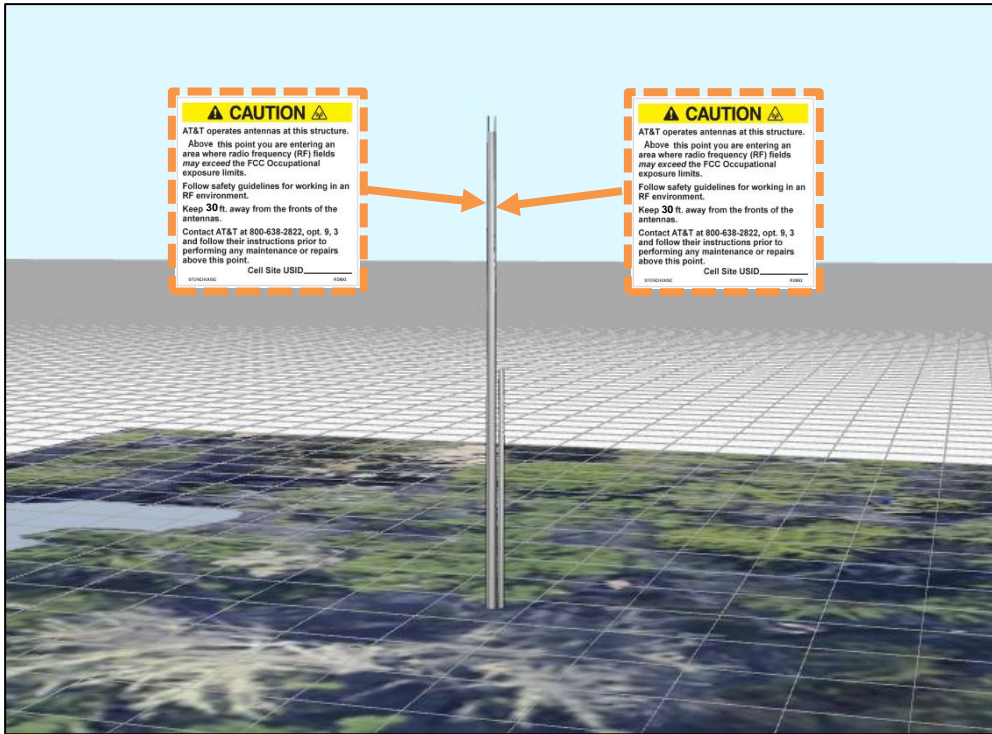 CAUTION
AT&T operates antennas at this structure.
Above this point you are entering an
area where radio frequency (RF) fields
may exceed the FCC Occupational
exposure limits.
Follow safety guidelines for working in an
RF environment.
Keep 30 ft. away from the fronts of the
antennas.
Contact AT&T at 800-638-2822, opt. 9, 3
and follow their instructions prior to
performing any maintenance or repairs
above this point.
Cell Site USID________
STONEHOUSE
CAUTION
AT&T operates antennas at this structure.
Above this point you are entering an
area where radio frequency (RF) fields
may exceed the FCC Occupational
exposure limits.
Follow safety guidelines for working in an
RF environment.
Keep 30 ft. away from the fronts of the
antennas.
Contact AT&T at 800-638-2822, opt. 9, 3
and follow their instructions prior to
performing any maintenance or repairs
above this point.
Cell Site USID________
STONEHOUSE